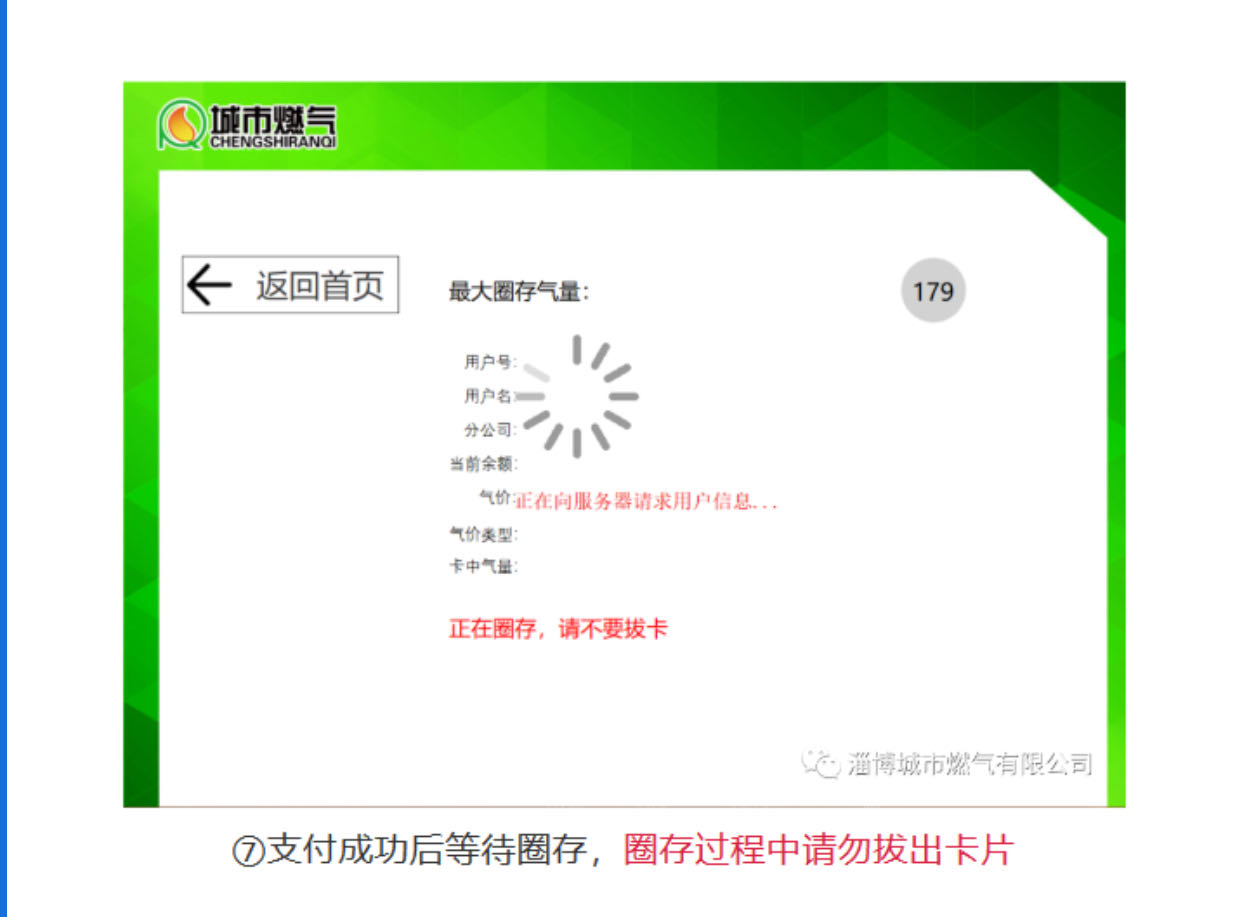 城市燃气
CHENGSHIRANQI
返回首页
最大圈存气量：
179
用户号：
用户名：
分公司：
当前余额：
气价：
正在向服务器请求用户信息...
气价类型：
卡中气量：
正在圈存，请不要拔卡
淄博城市燃气有限公司
⑦支付成功后等待圈存，圈存过程中请勿拔出卡片